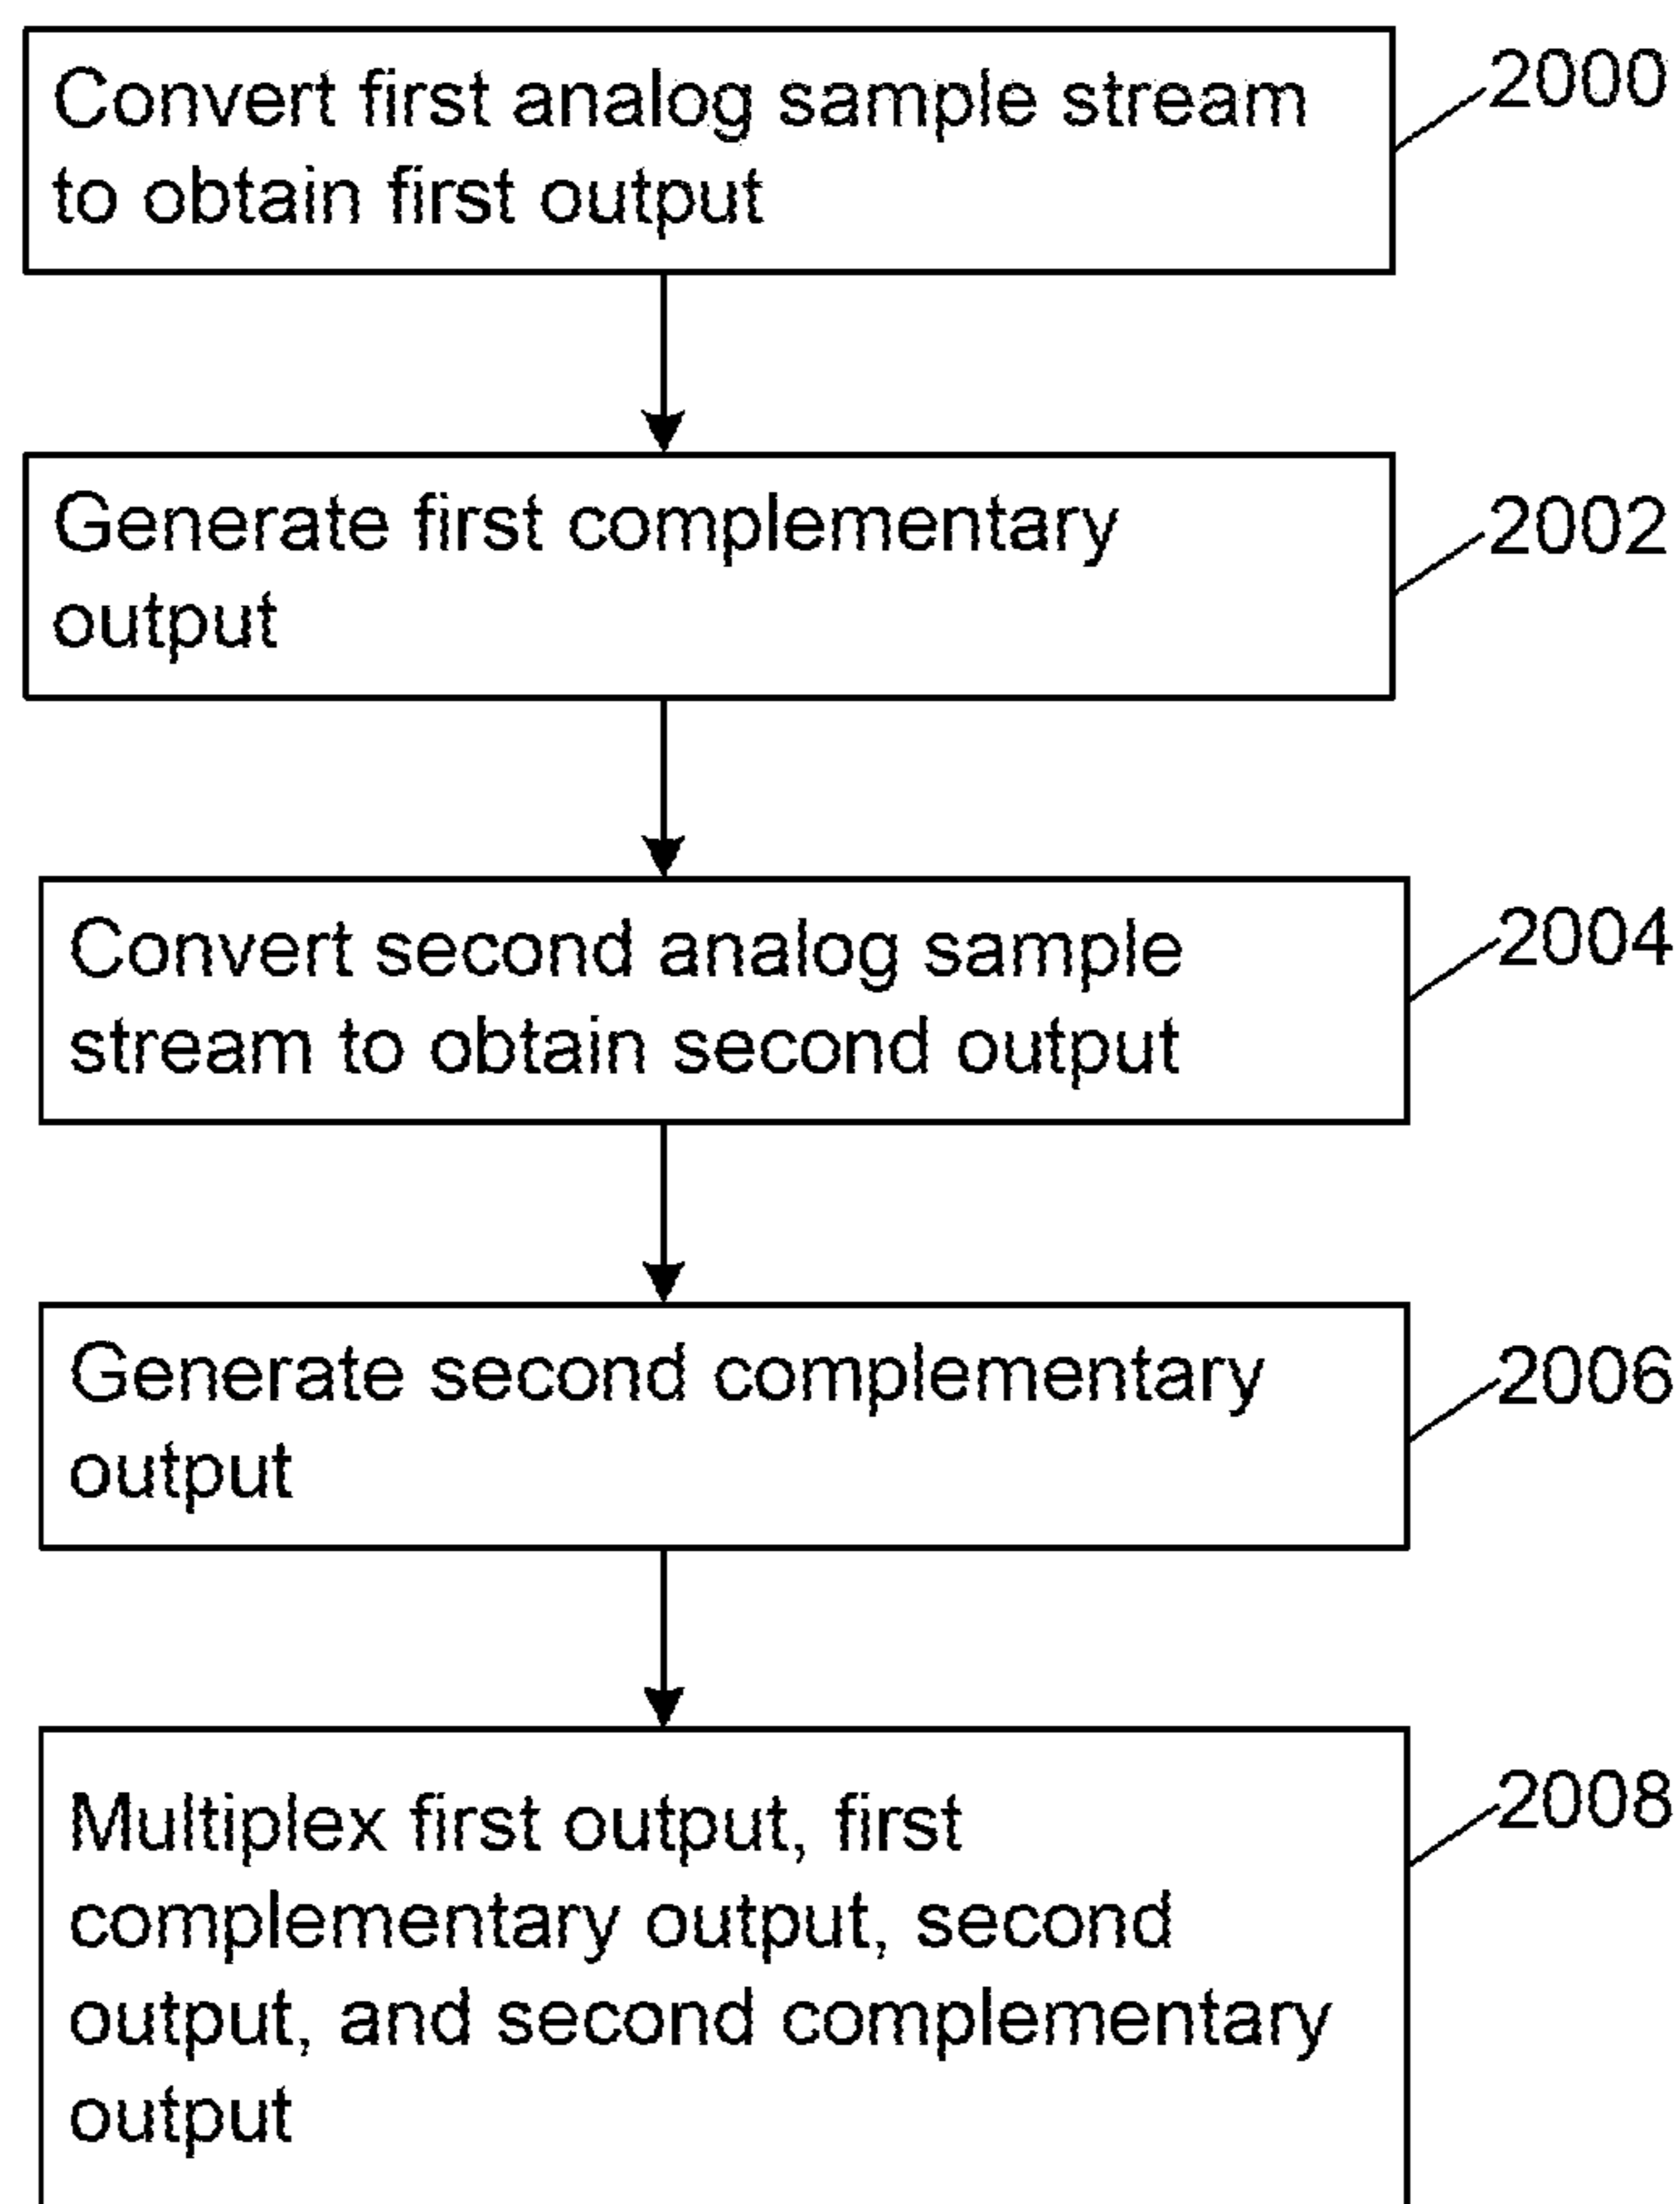 Convert first analog sample stream
to obtain first output
2000
Generate first complementary
output
2002
Convert second analog sample
stream to obtain second output
2004
Generate second complementary
output
2006
Multiplex first output, first
complementary output, second
output, and second complementary
output
2008